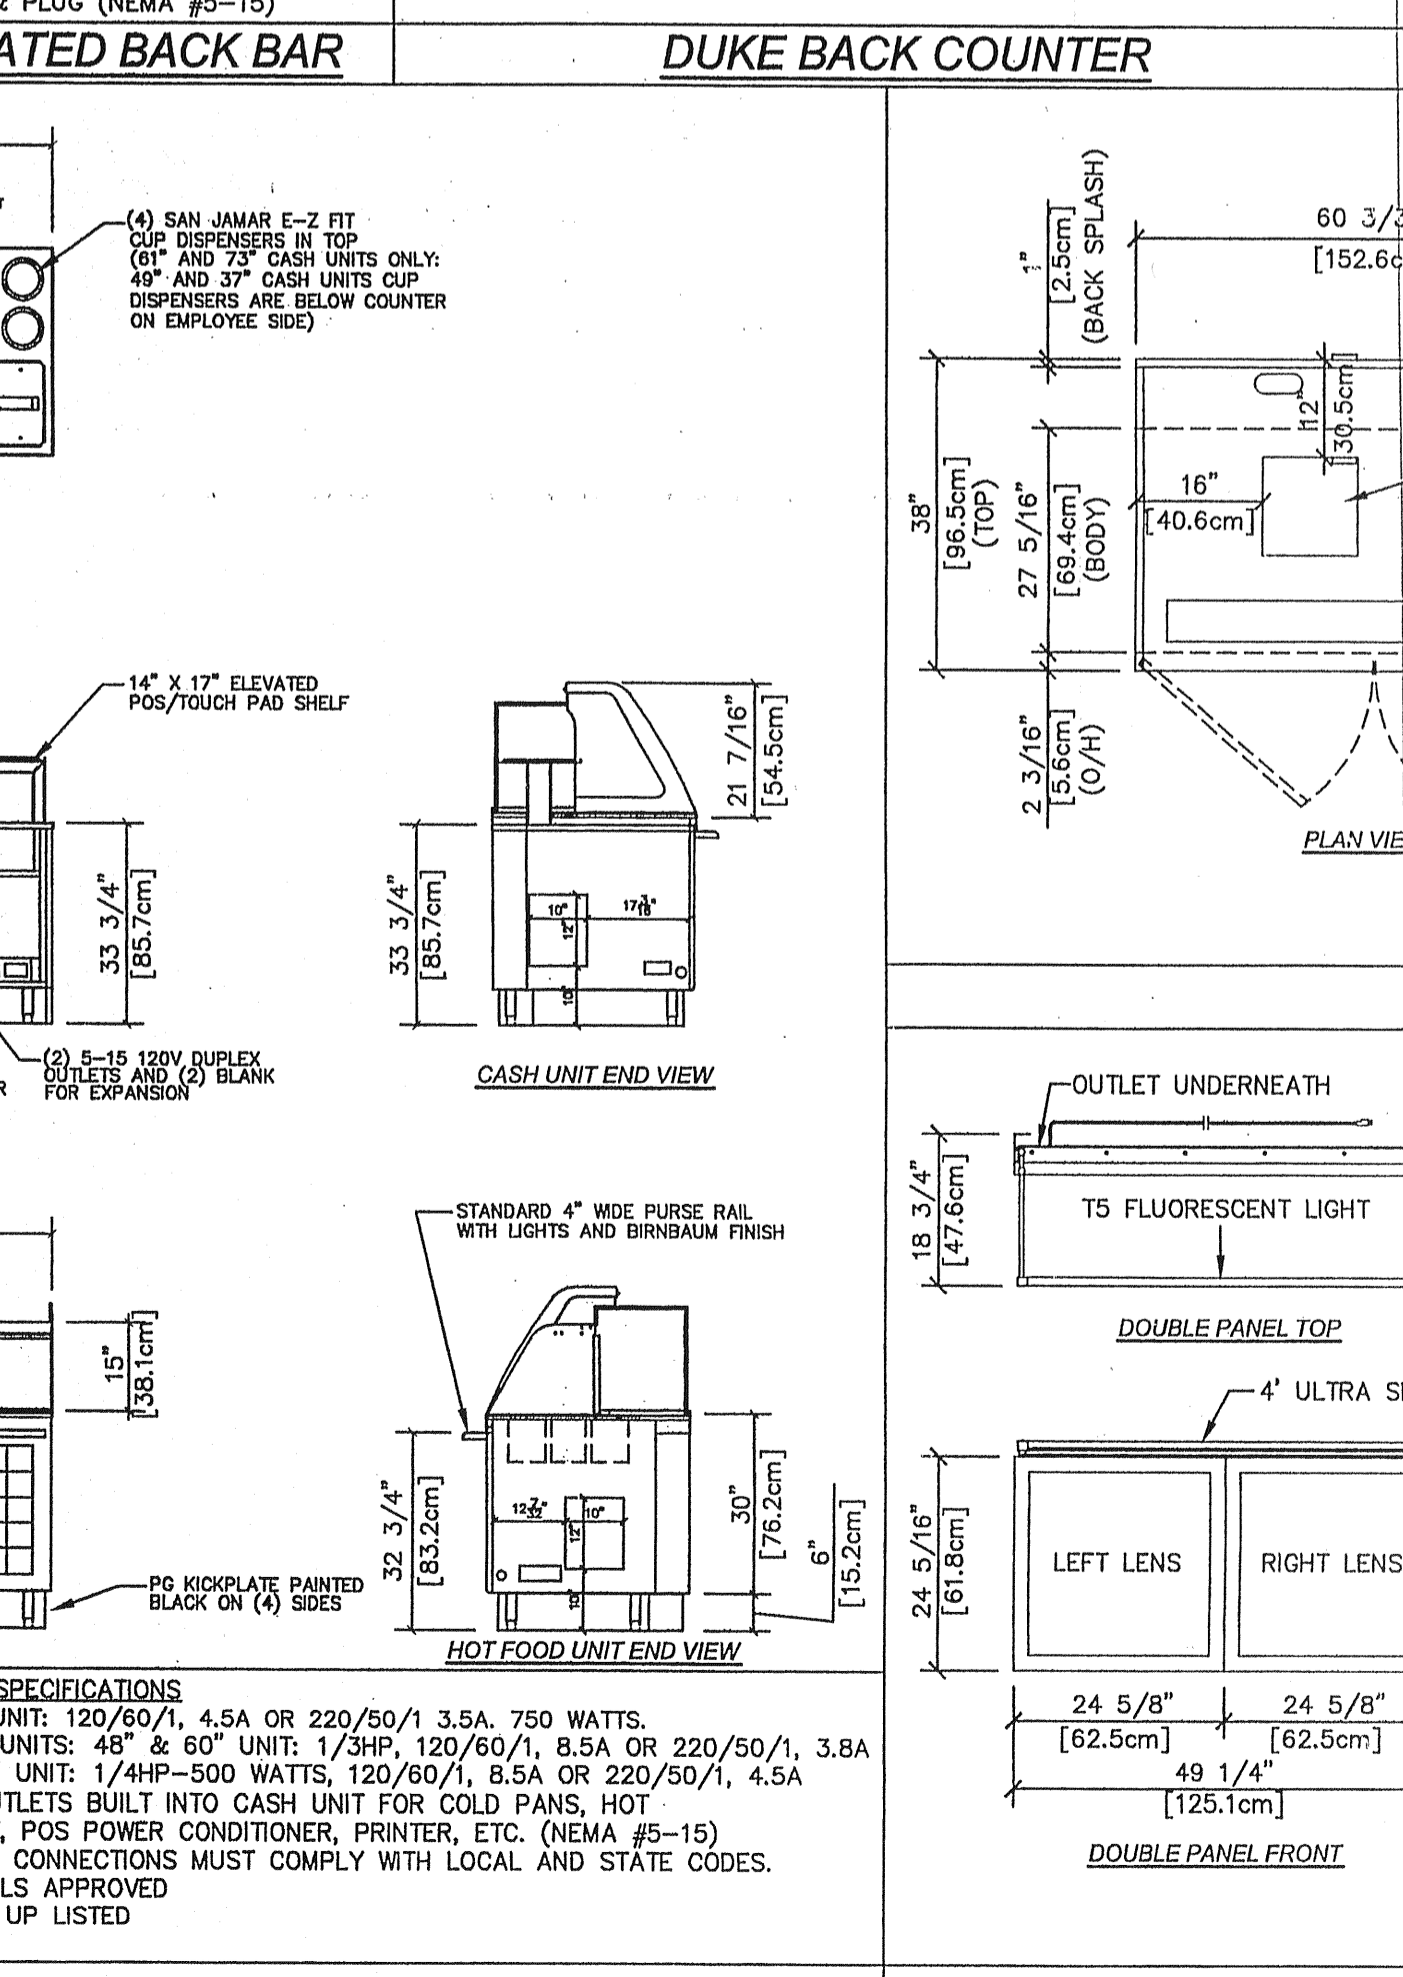 PLUG (NEMA #5-15)
ATED BACK BAR
DUKE BACK COUNTER
(4) SAN JAMAR E-Z FIT
CUP DISPENSERS IN TOP
(61" AND 73" CASH UNITS ONLY:
49" AND 37" CASH UNITS CUP
DISPENSERS ARE BELOW COUNTER
ON EMPLOYEE SIDE)
14" X 17" ELEVATED
POS/TOUCH PAD SHELF
33 3/4"
[85.7cm]
(2) 5-15 120V DUPLEX
OUTLETS AND (2) BLANK
FOR EXPANSION
R
21 7/16"
[54.5cm]
33 3/4"
[85.7cm]
10"
12"
10"
CASH UNIT END VIEW
STANDARD 4" WIDE PURSE RAIL
WITH LIGHTS AND BIRNBAUM FINISH
15"
[38.1cm]
PG KICKPLATE PAINTED
BLACK ON (4) SIDES
32 3/4"
[83.2cm]
12 7/32"
12"
10"
10"
30"
[76.2cm]
6"
[15.2cm]
HOT FOOD UNIT END VIEW
SPECIFICATIONS
UNIT: 120/60/1, 4.5A OR 220/50/1 3.5A. 750 WATTS.
UNITS: 48" & 60" UNIT: 1/3HP, 120/60/1, 8.5A OR 220/50/1, 3.8A
UNIT: 1/4HP-500 WATTS, 120/60/1, 8.5A OR 220/50/1, 4.5A
TLETS BUILT INTO CASH UNIT FOR COLD PANS, HOT
, POS POWER CONDITIONER, PRINTER, ETC. (NEMA #5-15)
CONNECTIONS MUST COMPLY WITH LOCAL AND STATE CODES.
LS APPROVED
UP LISTED
1"
[2.5cm]
(BACK SPLASH)
60 3/3
[152.6c
38"
[96.5cm]
(TOP)
27 5/16"
[69.4cm]
(BODY)
12"
[30.5cm]
16"
[40.6cm]
2 3/16"
[5.6cm]
(O/H)
PLAN VIE
OUTLET UNDERNEATH
18 3/4"
[47.6cm]
T5 FLUORESCENT LIGHT
DOUBLE PANEL TOP
4' ULTRA S
24 5/16"
[61.8cm]
LEFT LENS
RIGHT LENS
24 5/8"
[62.5cm]
24 5/8"
[62.5cm]
49 1/4"
[125.1cm]
DOUBLE PANEL FRONT